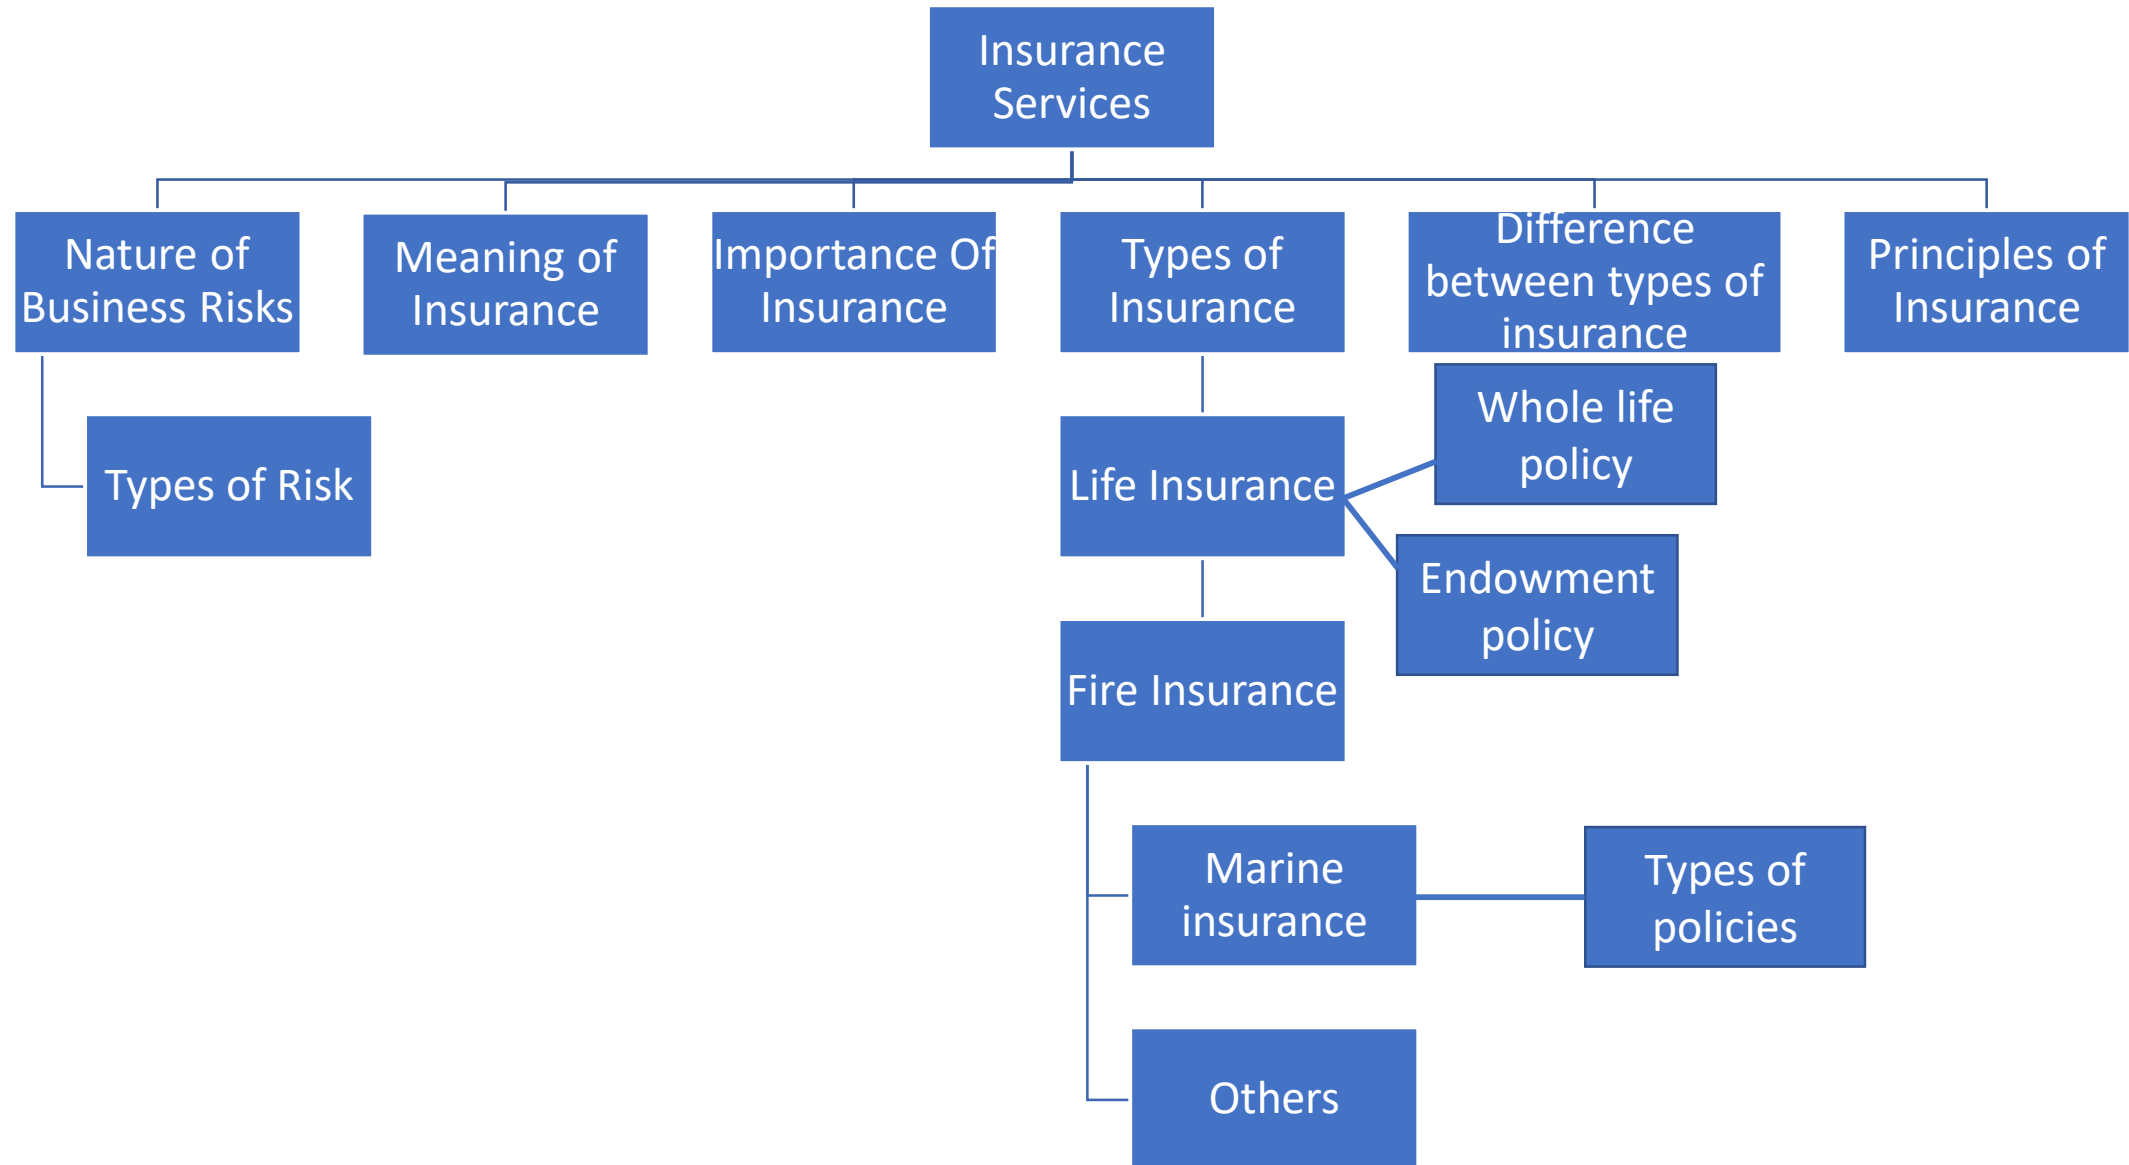 Insurance
Services
Nature of
Business Risks
Meaning of
Insurance
Importance Of
Insurance
Types of
Insurance
Difference
between types of
insurance
Principles of
Insurance
Types of Risk
Life Insurance
Whole life
policy
Endowment
policy
Fire Insurance
Marine
insurance
Types of
policies
Others